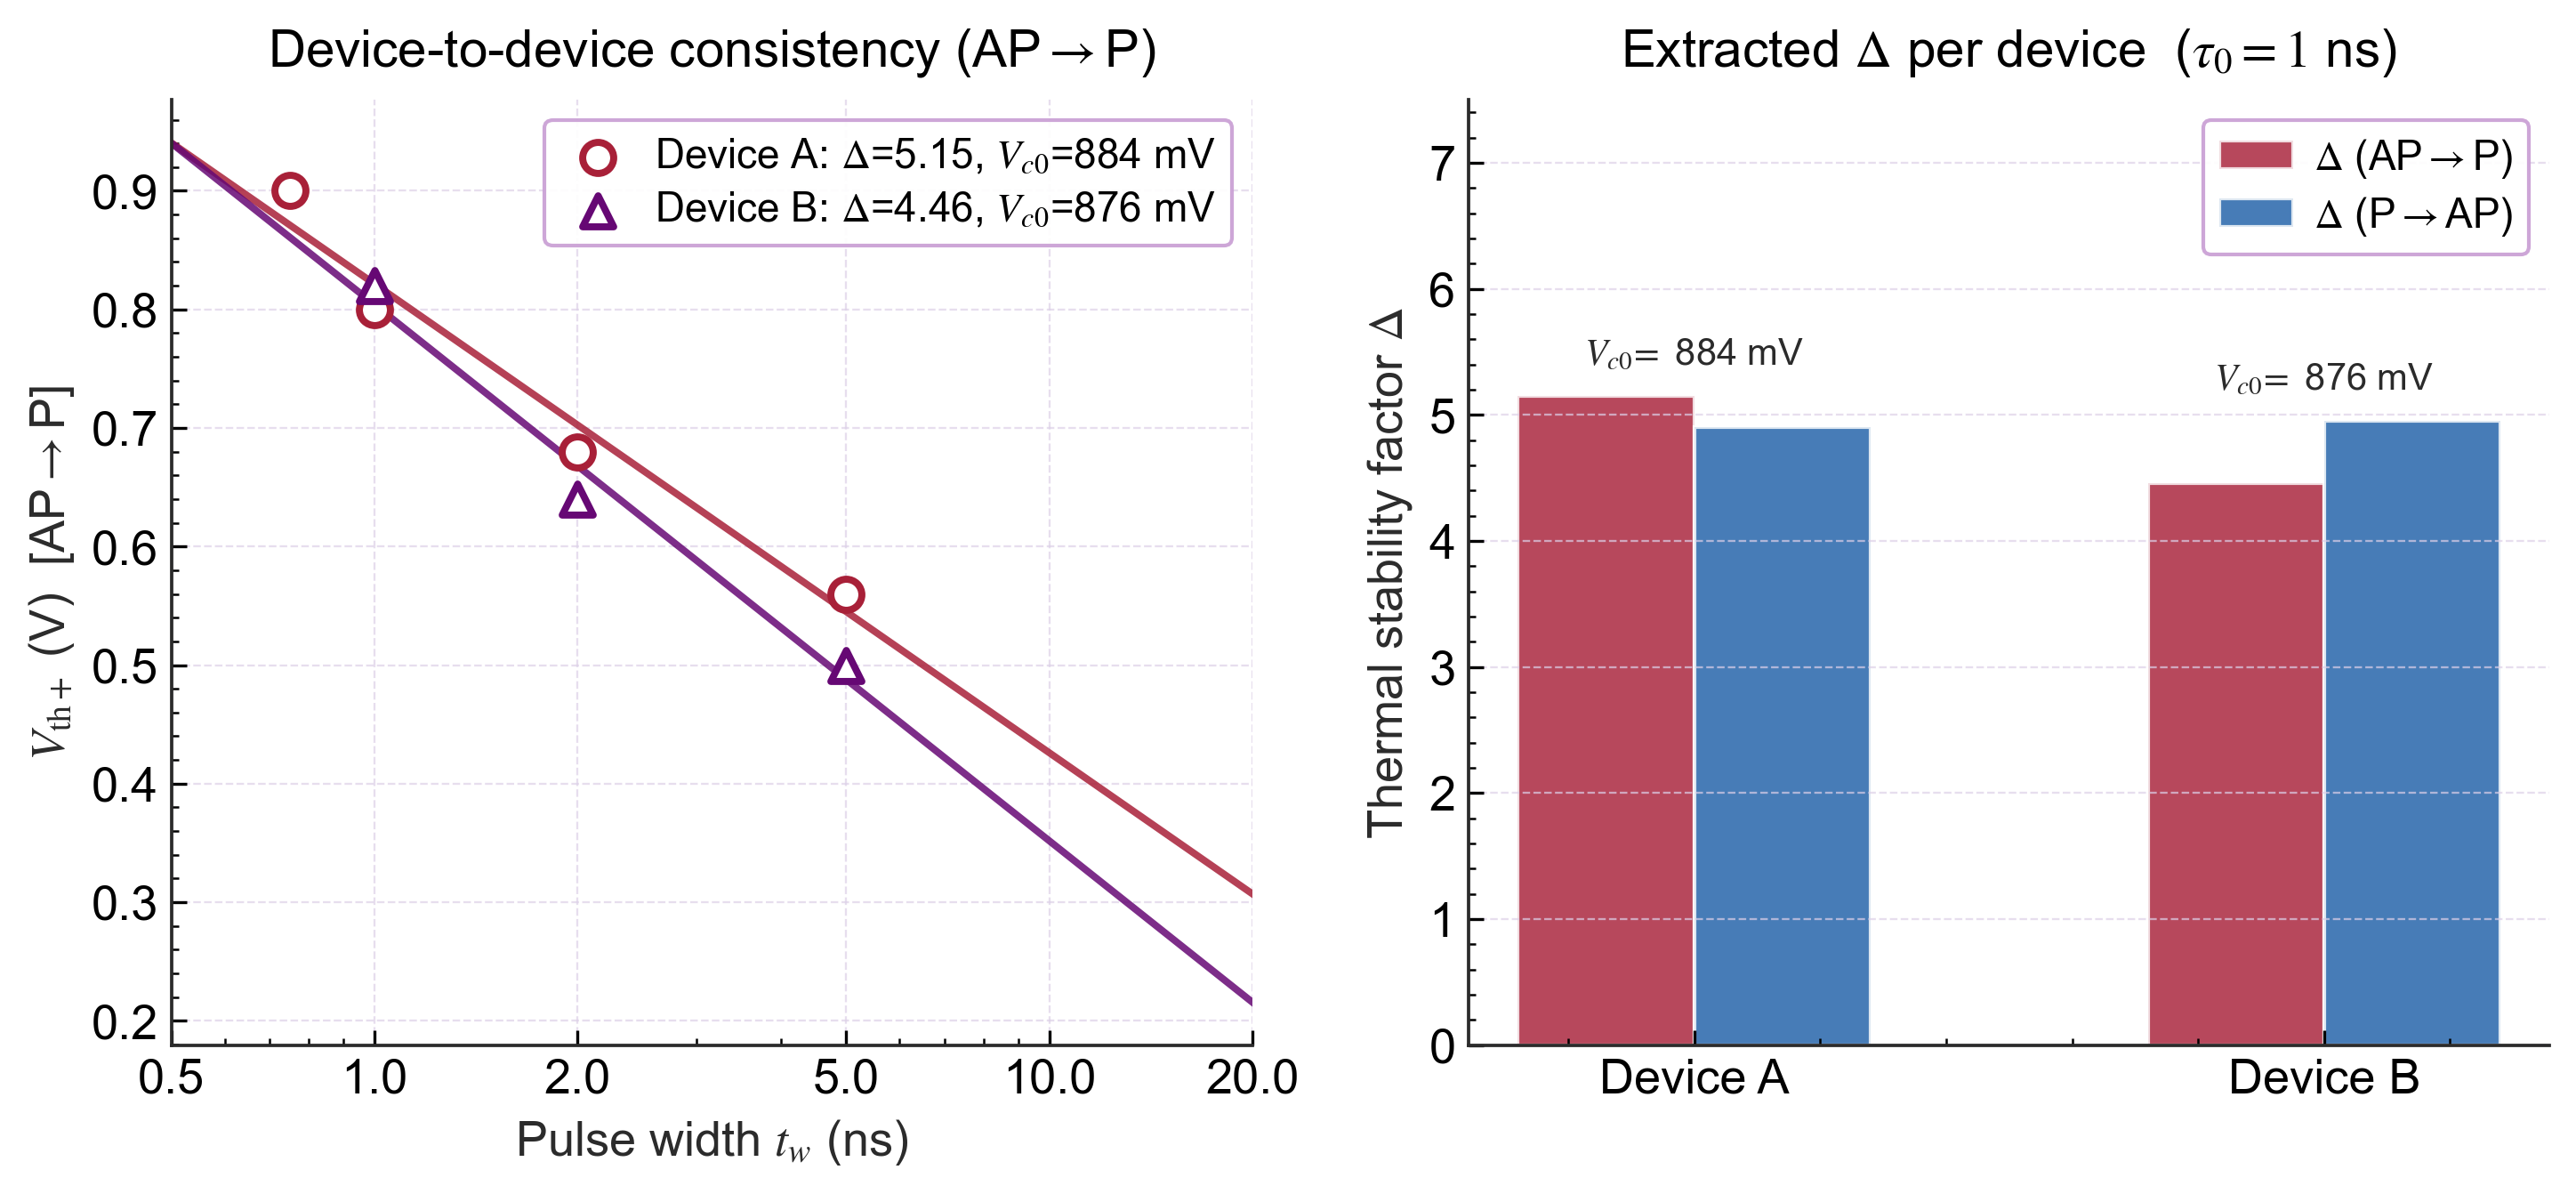 Device-to-device consistency (AP→P)
Device A: Δ=5.15, Vc0=884 mV
Device B: Δ=4.46, Vc0=876 mV
Vth+ (V) [AP→P]
0.9
0.8
0.7
0.6
0.5
0.4
0.3
0.2
0.5 1.0 2.0 5.0 10.0 20.0
Pulse width tw (ns)
Extracted Δ per device (τ0 = 1 ns)
Δ (AP→P)
Δ (P→AP)
Thermal stability factor Δ
7
6
5
4
3
2
1
0
Vc0= 884 mV
Vc0= 876 mV
Device A Device B